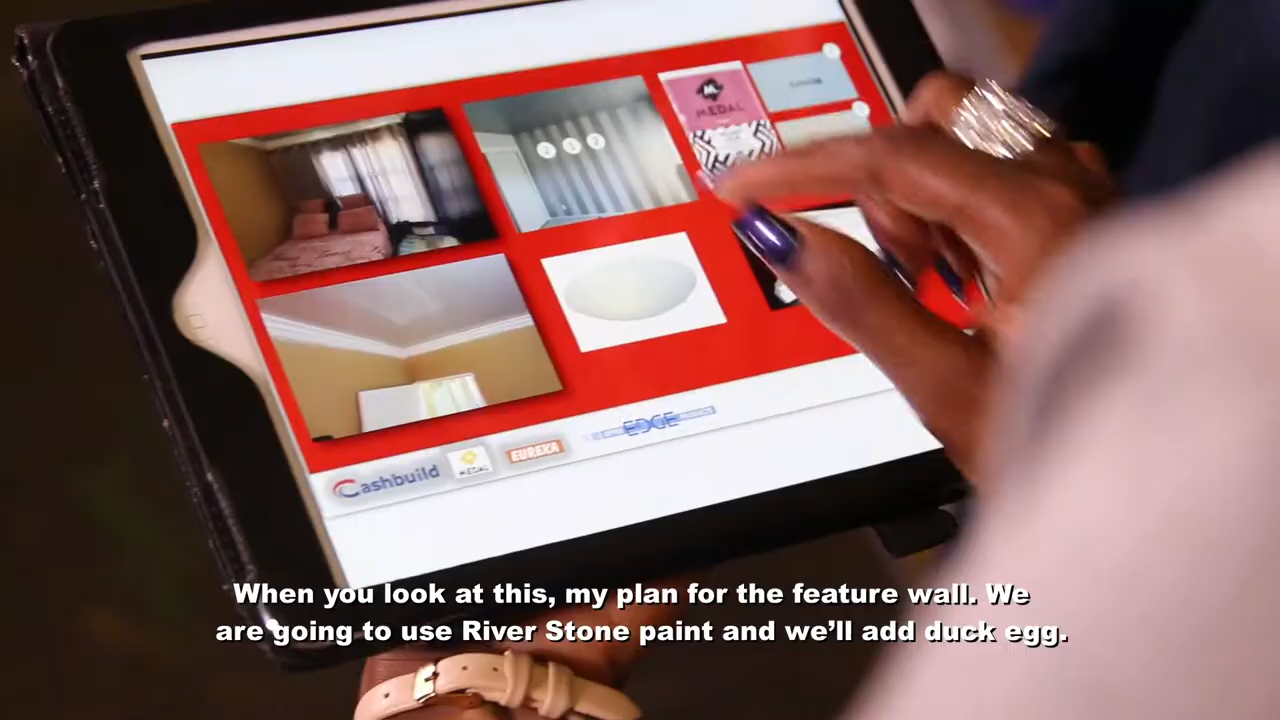 MEDAL
Cashbuild
MEDAL
EUREKA
EDGE
When you look at this, my plan for the feature wall. We
are going to use River Stone paint and we’ll add duck egg.